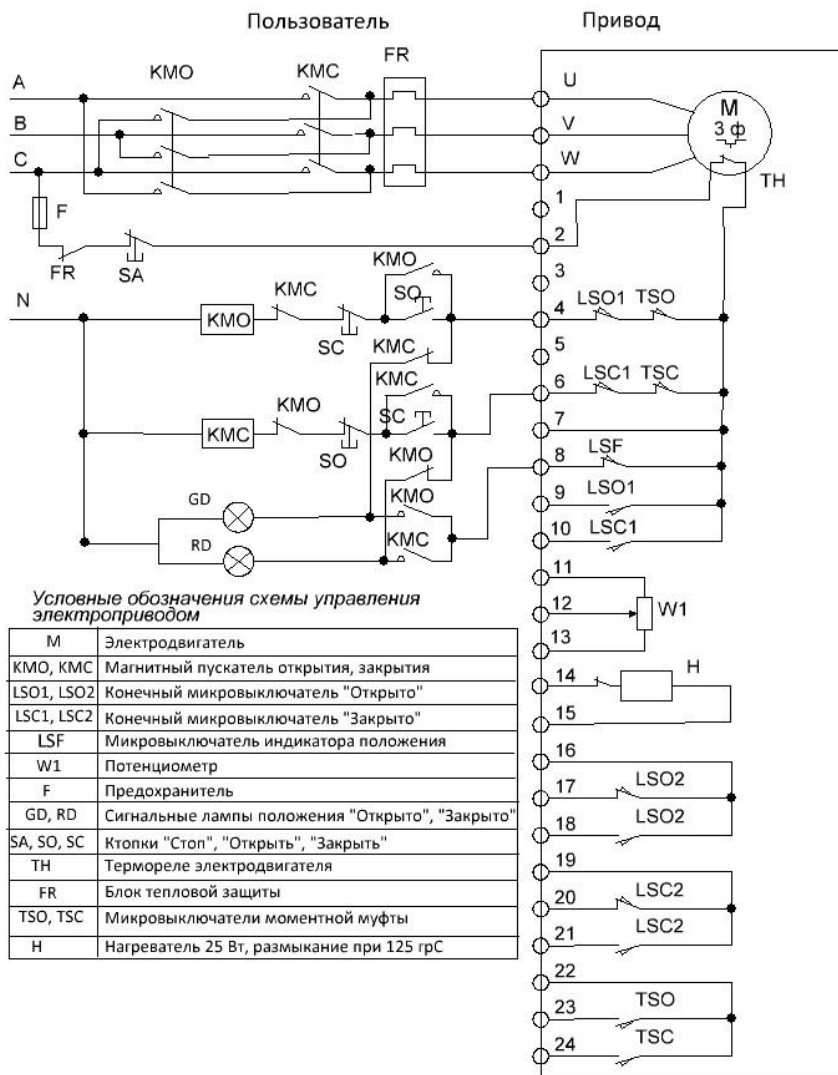 Пользователь
Привод
KMO
KMC
FR
A
B
C
U
V
W
M
3 ф
TH
F
FR
SA
1
2
3
KMO
SO
N
KMO
KMC
SC
4
LSO1
TSO
KMC
5
KMC
SC
6
LSC1
TSC
KMC
KMO
SO
7
KMO
8
LSF
GD
KMO
9
LSO1
RD
KMC
10
LSC1
11
12
W1
13
14
H
15
16
17
LSO2
18
LSO2
19
20
LSC2
21
LSC2
22
23
TSO
24
TSC
Условные обозначения схемы управления
электроприводом
M Электродвигатель
KMO, KMC Магнитный пускатель открытия, закрытия
LSO1, LSO2 Конечный микровыключатель "Открыто"
LSC1, LSC2 Конечный микровыключатель "Закрыто"
LSF Микровыключатель индикатора положения
W1 Потенциометр
F Предохранитель
GD, RD Сигнальные лампы положения "Открыто", "Закрыто"
SA, SO, SC Ктопки "Стоп", "Открыть", "Закрыть"
TH Термореле электродвигателя
FR Блок тепловой защиты
TSO, TSC Микровыключатели моментной муфты
H Нагреватель 25 Вт, размыкание при 125 грС